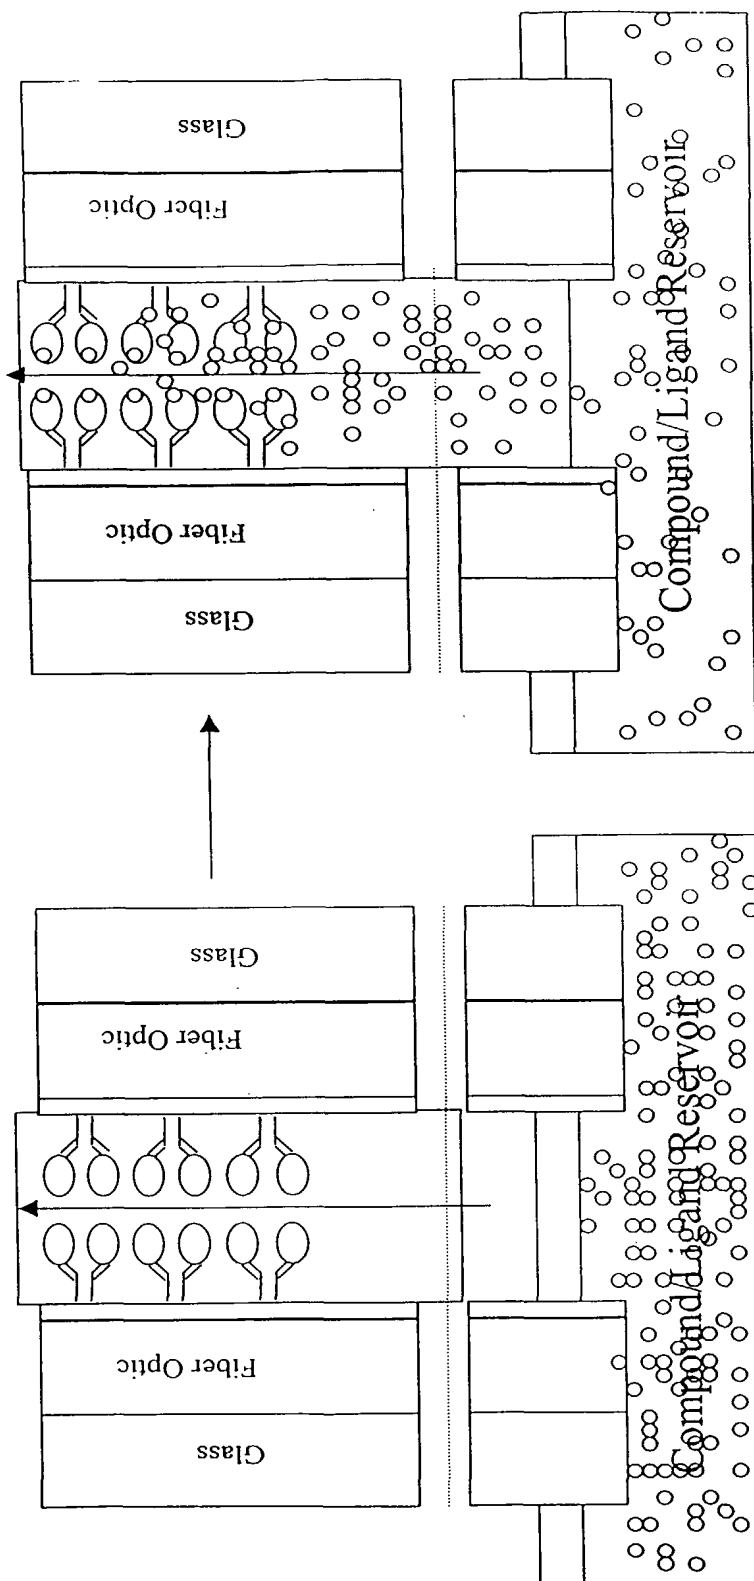 Glass
Fiber Optic
Fiber Optic
Glass
Compound/Ligand Reservoir
Glass
Fiber Optic
Fiber Optic
Glass
Compound/Ligand Reservoir